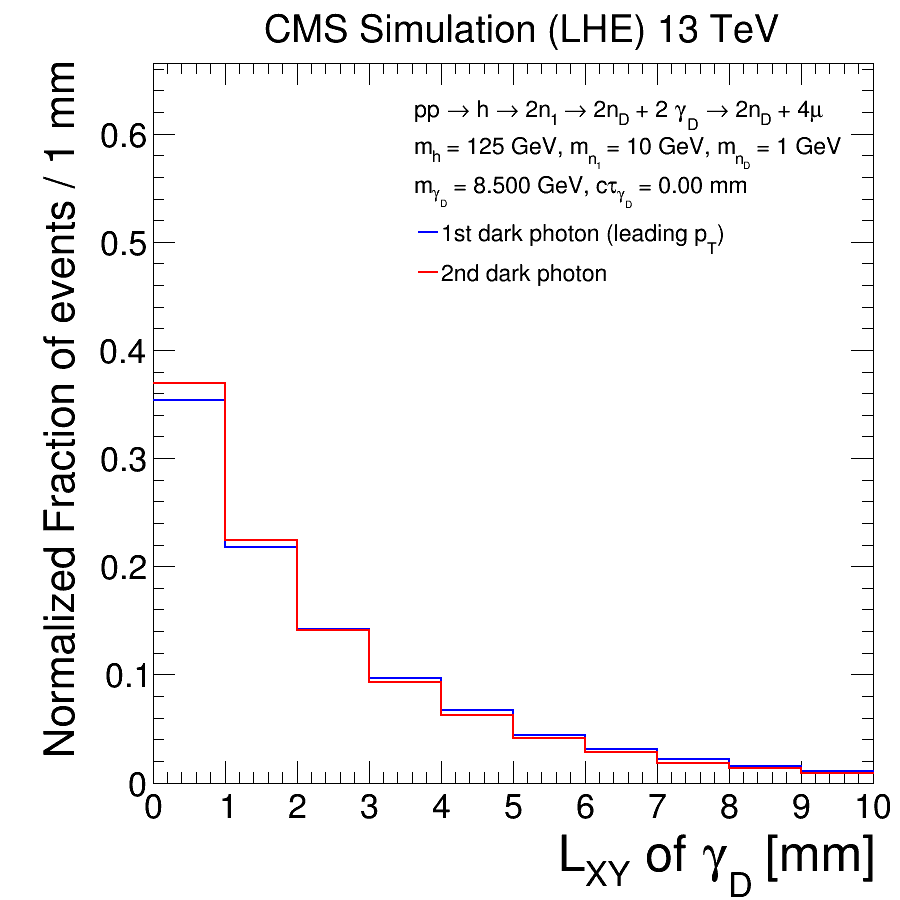 CMS Simulation (LHE) 13 TeV
Normalized Fraction of events / 1 mm
pp → h → 2n1 → 2nD + 2 γD → 2nD + 4μ
mh = 125 GeV, mn1 = 10 GeV, mnD = 1 GeV
mγD = 8.500 GeV, cτγD = 0.00 mm
1st dark photon (leading pT)
2nd dark photon
0.6
0.5
0.4
0.3
0.2
0.1
0
0 1 2 3 4 5 6 7 8 9 10
LXY of γD [mm]